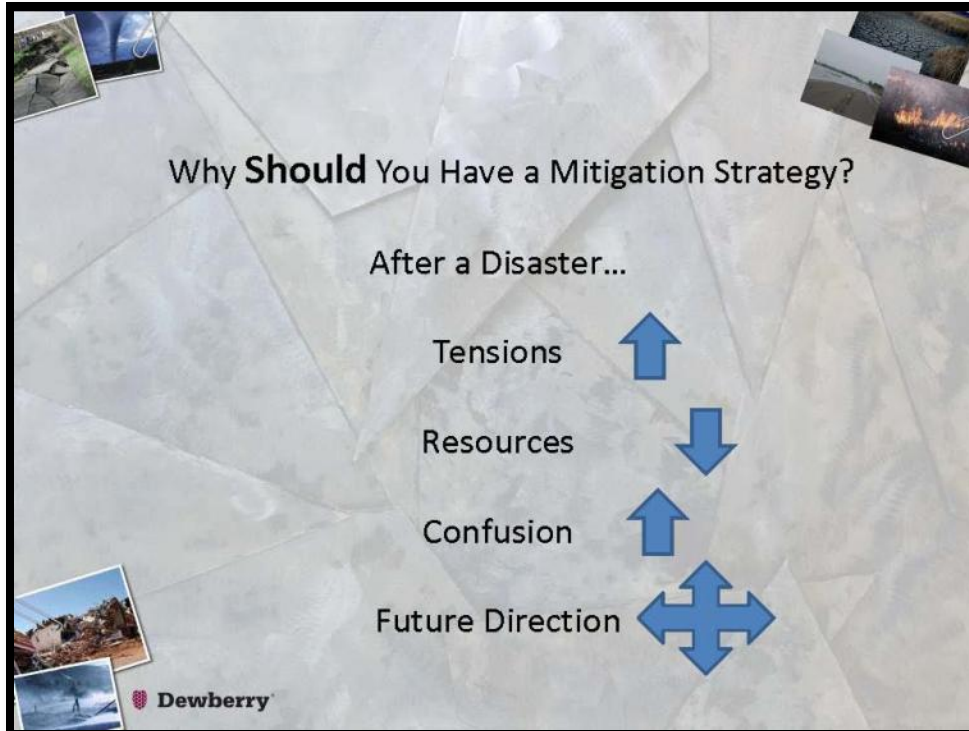 Why Should You Have a Mitigation Strategy?
After a Disaster...
Tensions
Resources
Confusion
Future Direction
Dewberry